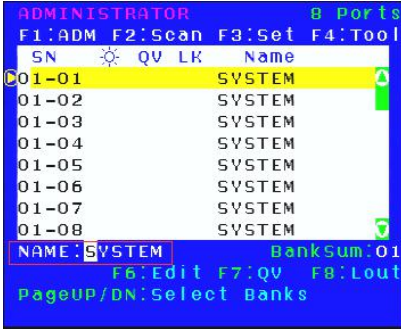 ADMINISTRATOR 8 Ports
F1:ADM F2:Scan F3:Set F4:Tool
SN QV LK Name
01-01 SYSTEM
01-02 SYSTEM
01-03 SYSTEM
01-04 SYSTEM
01-05 SYSTEM
01-06 SYSTEM
01-07 SYSTEM
01-08 SYSTEM
NAME:SYSTEM BankSum:01
F6:Edit F7:QV F8:Lout
PageUP/DN:Select Banks